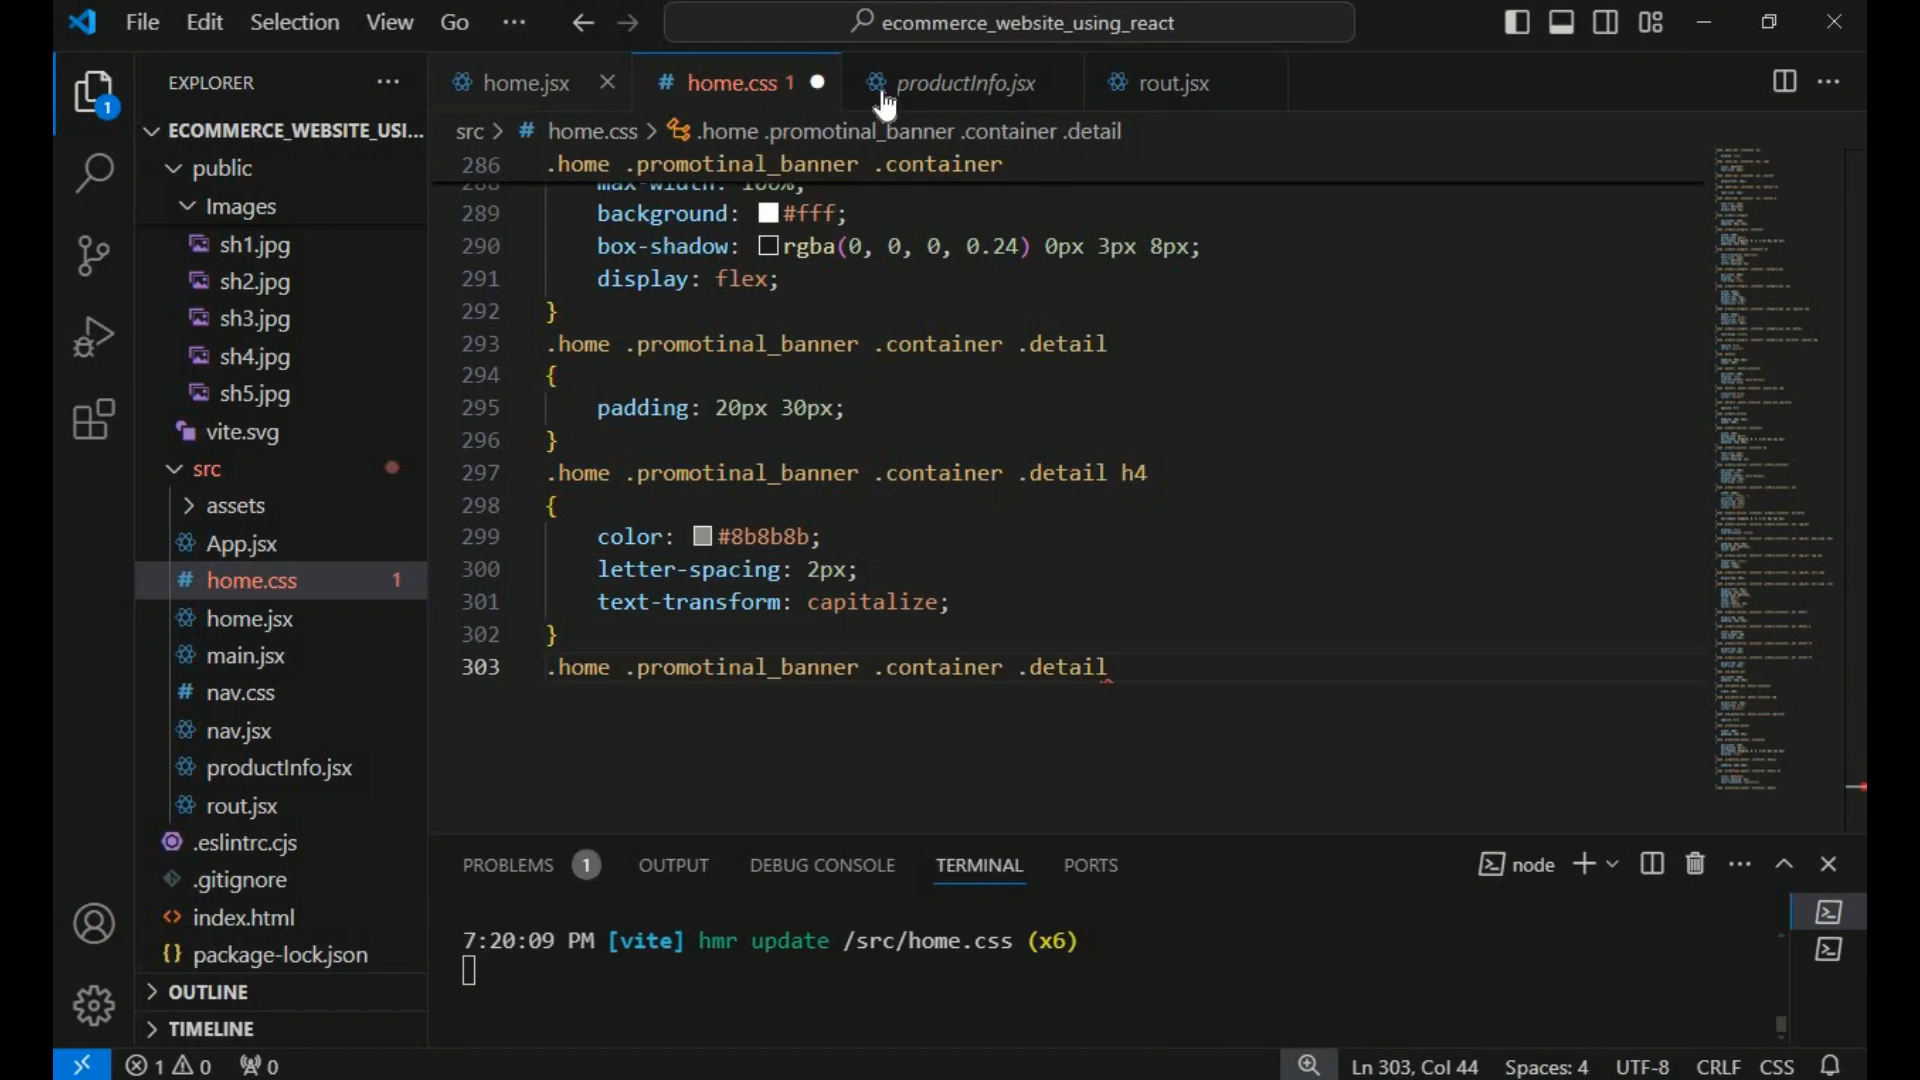 File Edit Selection View Go ··· ecommerce_website_using_react
EXPLORER
home.jsx
home.css 1
productInfo.jsx
rout.jsx
src > # home.css > .home .promotinal_banner .container .detail
ECOMMERCE_WEBSITE_USI...
public
Images
sh1.jpg
sh2.jpg
sh3.jpg
sh4.jpg
sh5.jpg
vite.svg
src
assets
App.jsx
# home.css 1
home.jsx
main.jsx
# nav.css
nav.jsx
productInfo.jsx
rout.jsx
.eslintrc.cjs
.gitignore
index.html
package-lock.json
OUTLINE
TIMELINE
1
286 .home .promotinal_banner .container
288 max-width: 100%;
289 background: #fff;
290 box-shadow: rgba(0, 0, 0, 0.24) 0px 3px 8px;
291 display: flex;
292 }
293 .home .promotinal_banner .container .detail
294 {
295 padding: 20px 30px;
296 }
297 .home .promotinal_banner .container .detail h4
298 {
299 color: #8b8b8b;
300 letter-spacing: 2px;
301 text-transform: capitalize;
302 }
303 .home .promotinal_banner .container .detail
PROBLEMS 1 OUTPUT DEBUG CONSOLE TERMINAL PORTS
node
7:20:09 PM [vite] hmr update /src/home.css (x6)
1 0 0 Ln 303, Col 44 Spaces: 4 UTF-8 CRLF CSS